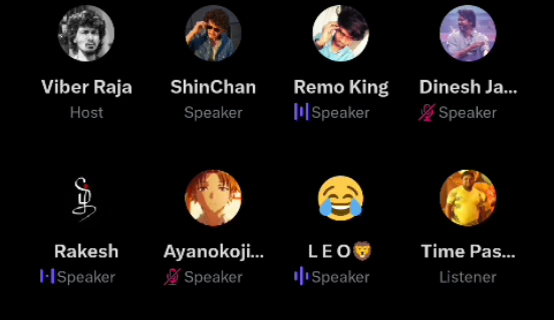 Viber Raja ShinChan Remo King Dinesh Ja...
Host Speaker Speaker Speaker
Rakesh Ayanokoji... L E O🦁 Time Pas...
Speaker Speaker Speaker Listener